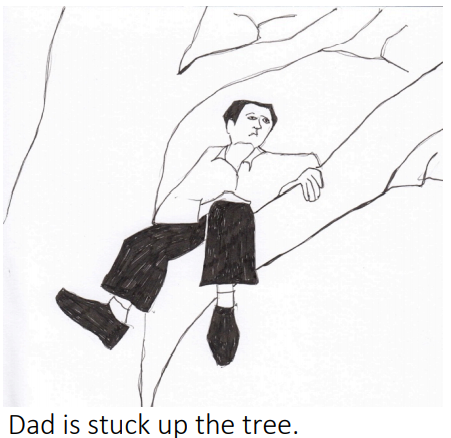 Dad is stuck up the tree.